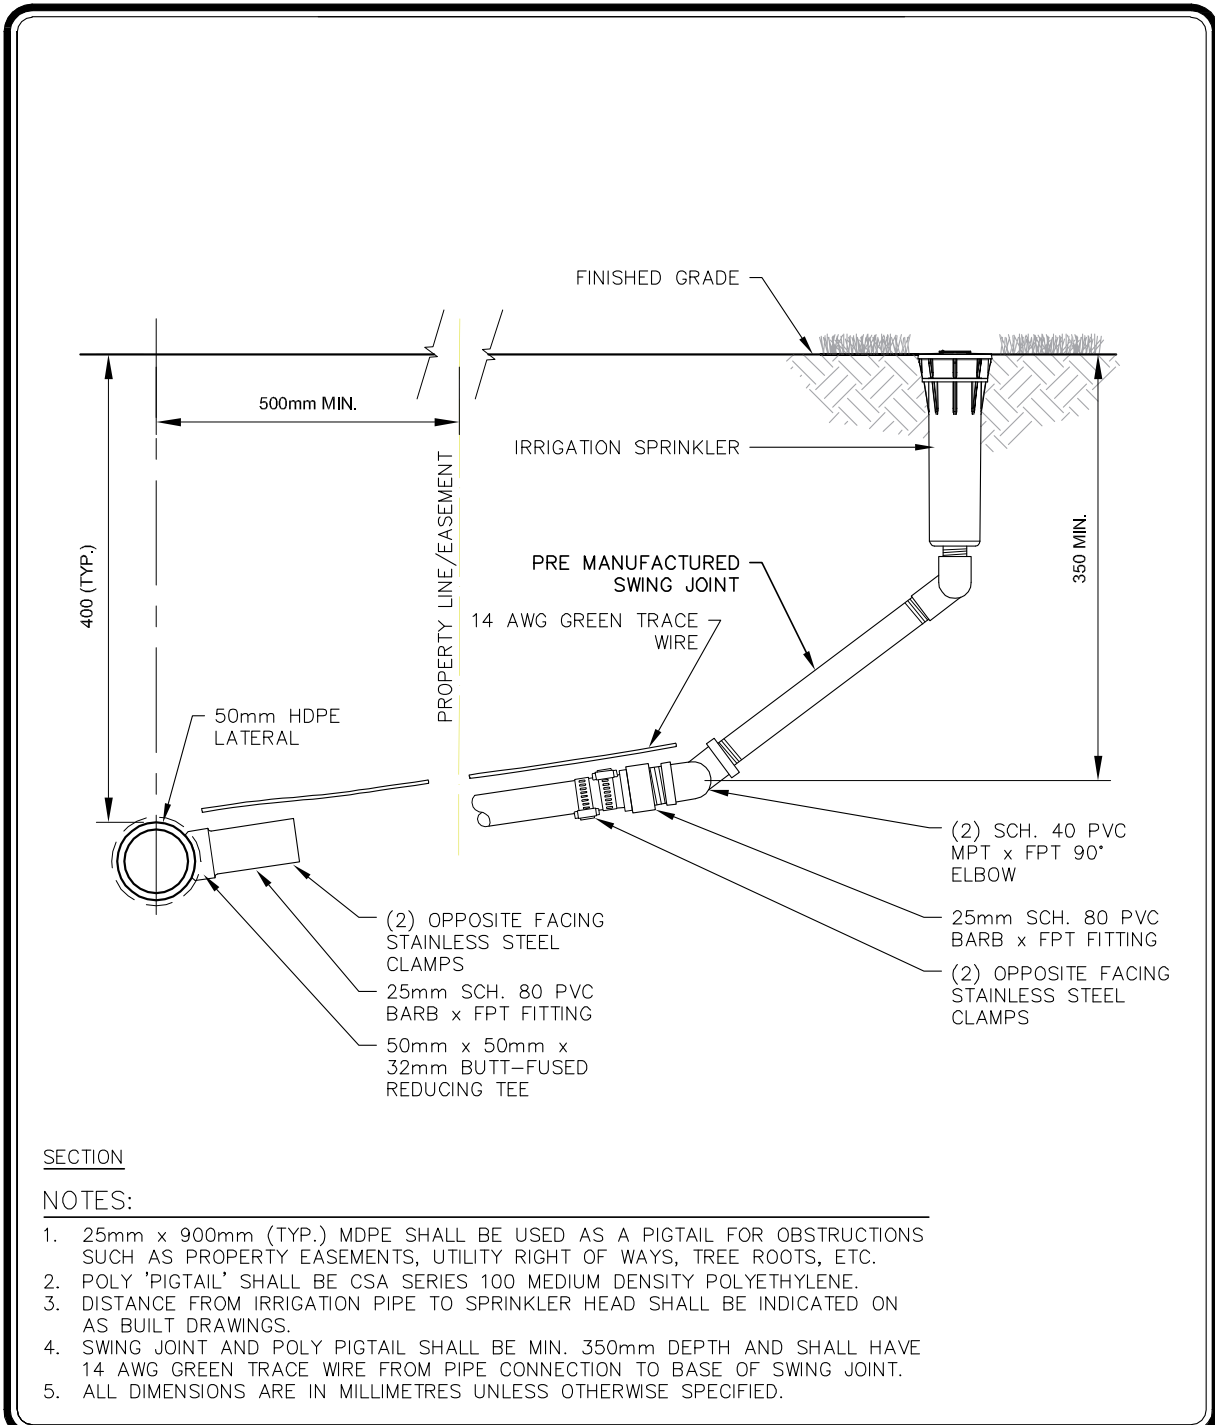 FINISHED GRADE
500mm MIN.
IRRIGATION SPRINKLER
PROPERTY LINE/EASEMENT
400 (TYP.)
350 MIN.
PRE MANUFACTURED
SWING JOINT
14 AWG GREEN TRACE
WIRE
50mm HDPE
LATERAL
(2) SCH. 40 PVC
MPT x FPT 90°
ELBOW
(2) OPPOSITE FACING
STAINLESS STEEL
CLAMPS
25mm SCH. 80 PVC
BARB x FPT FITTING
50mm x 50mm x
32mm BUTT-FUSED
REDUCING TEE
25mm SCH. 80 PVC
BARB x FPT FITTING
(2) OPPOSITE FACING
STAINLESS STEEL
CLAMPS
SECTION
NOTES:
1. 25mm x 900mm (TYP.) MDPE SHALL BE USED AS A PIGTAIL FOR OBSTRUCTIONS
SUCH AS PROPERTY EASEMENTS, UTILITY RIGHT OF WAYS, TREE ROOTS, ETC.
2. POLY 'PIGTAIL' SHALL BE CSA SERIES 100 MEDIUM DENSITY POLYETHYLENE.
3. DISTANCE FROM IRRIGATION PIPE TO SPRINKLER HEAD SHALL BE INDICATED ON
AS BUILT DRAWINGS.
4. SWING JOINT AND POLY PIGTAIL SHALL BE MIN. 350mm DEPTH AND SHALL HAVE
14 AWG GREEN TRACE WIRE FROM PIPE CONNECTION TO BASE OF SWING JOINT.
5. ALL DIMENSIONS ARE IN MILLIMETRES UNLESS OTHERWISE SPECIFIED.